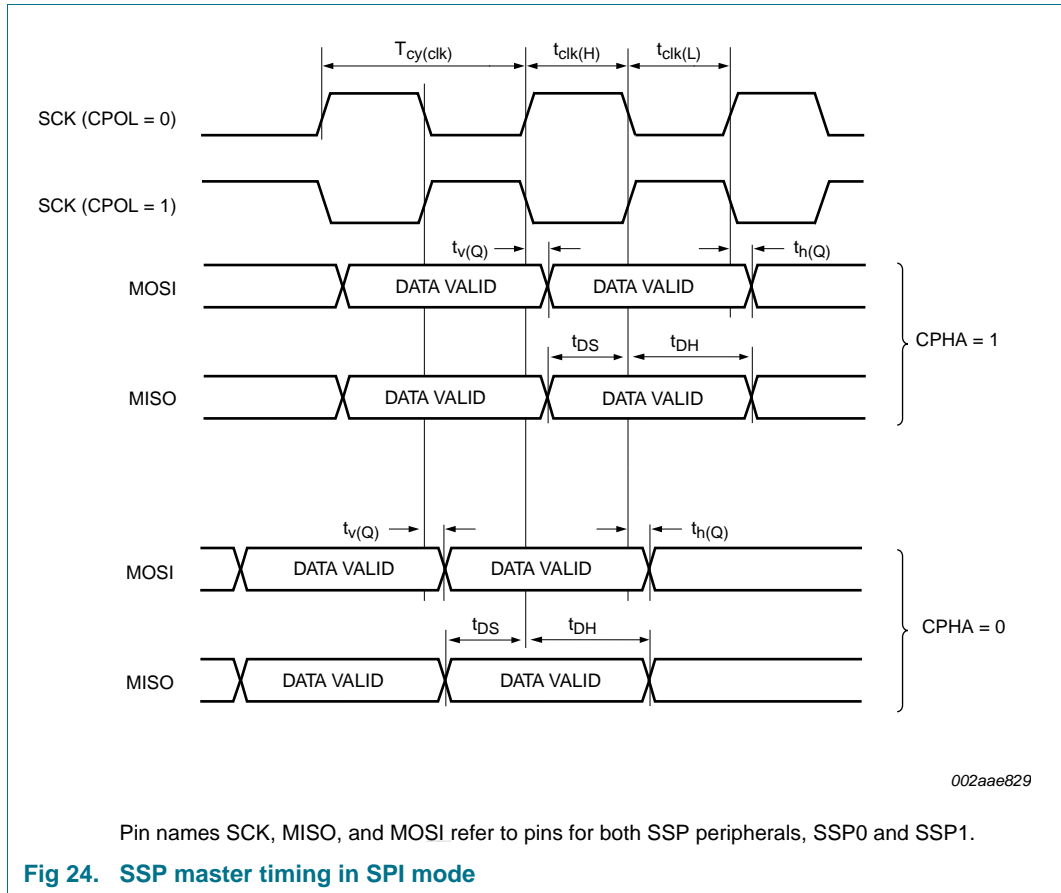 Tcy(clk) tclk(H) tclk(L)
SCK (CPOL = 0)
SCK (CPOL = 1)
tv(Q) th(Q)
MOSI DATA VALID DATA VALID
CPHA = 1
tDS tDH
MISO DATA VALID DATA VALID
tv(Q) th(Q)
MOSI DATA VALID DATA VALID
CPHA = 0
tDS tDH
MISO DATA VALID DATA VALID
002aae829
Pin names SCK, MISO, and MOSI refer to pins for both SSP peripherals, SSP0 and SSP1.
Fig 24. SSP master timing in SPI mode